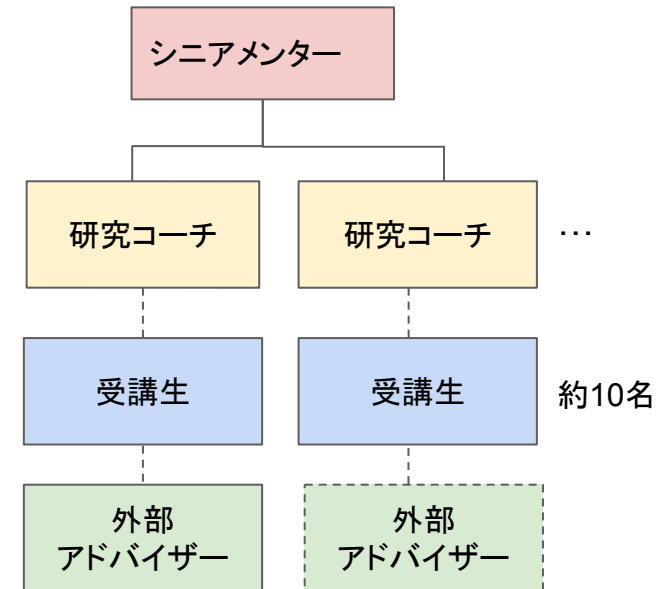 シニアメンター
研究コーチ
研究コーチ
…
受講生
受講生
約10名
外部
アドバイザー
外部
アドバイザー